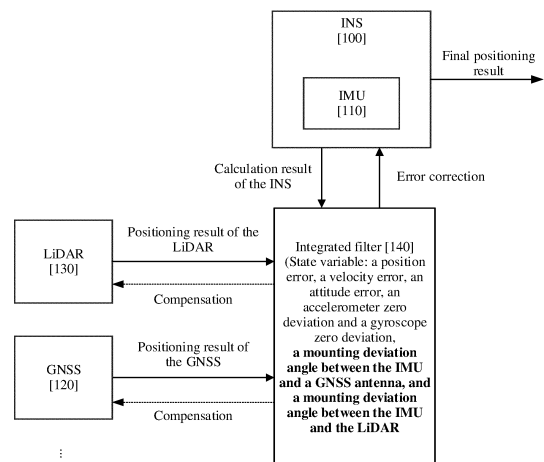 INS
[100]
Final positioning
result
IMU
[110]
Calculation result
of the INS
Error correction
LiDAR
[130]
Positioning result of the
LiDAR
Compensation
Integrated filter [140]
(State variable: a position
error, a velocity error, an
attitude error, an
accelerometer zero
deviation and a gyroscope
zero deviation,
a mounting deviation
angle between the IMU
and a GNSS antenna, and
a mounting deviation
angle between the IMU
and the LiDAR
GNSS
[120]
Positioning result of
the GNSS
Compensation
...